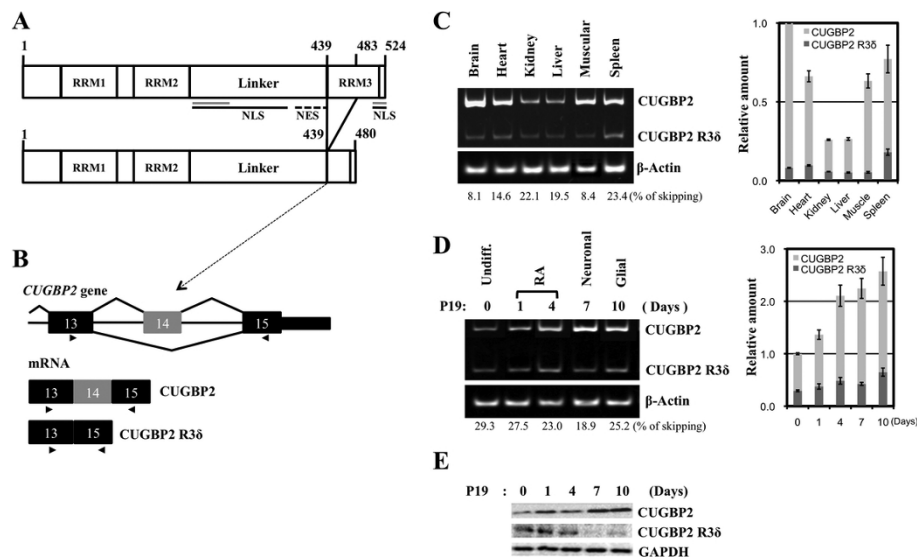 A
1 439 483 524
RRM1 RRM2 Linker RRM3
NLS NES NLS
1 439 480
RRM1 RRM2 Linker
B
CUGBP2 gene
13 14 15
mRNA
13 14 15 CUGBP2
13 15 CUGBP2 R3δ
C
Brain Heart Kidney Liver Muscular Spleen
CUGBP2
CUGBP2 R3δ
β-Actin
8.1 14.6 22.1 19.5 8.4 23.4 (% of skipping)
Relative amount
1.0
0.5
0.0
CUGBP2
CUGBP2 R3δ
Brain Heart Kidney Liver Muscle Spleen
D
Undiff. RA Neuronal Glial
P19: 0 1 4 7 10 (Days)
CUGBP2
CUGBP2 R3δ
β-Actin
29.3 27.5 23.0 18.9 25.2 (% of skipping)
Relative amount
3.0
2.0
1.0
0.0
CUGBP2
CUGBP2 R3δ
0 1 4 7 10 (Days)
E
P19 : 0 1 4 7 10 (Days)
CUGBP2
CUGBP2 R3δ
GAPDH